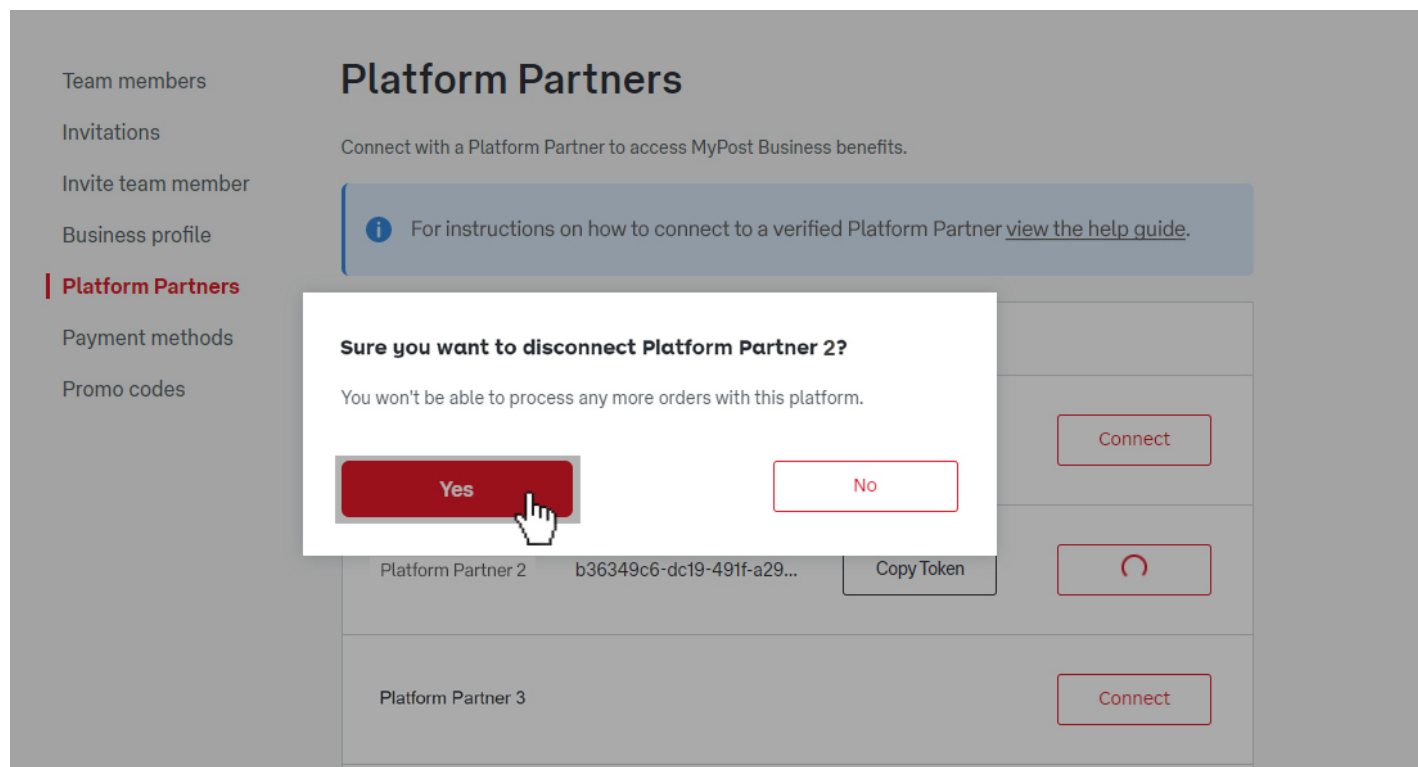 Team members
Invitations
Invite team member
Business profile
Platform Partners
Payment methods
Promo codes
Platform Partners
Connect with a Platform Partner to access MyPost Business benefits.
For instructions on how to connect to a verified Platform Partner view the help guide.
Sure you want to disconnect Platform Partner 2?
You won't be able to process any more orders with this platform.
Yes
No
Connect
Platform Partner 2 b36349c6-dc19-491f-a29... Copy Token
Platform Partner 3 Connect